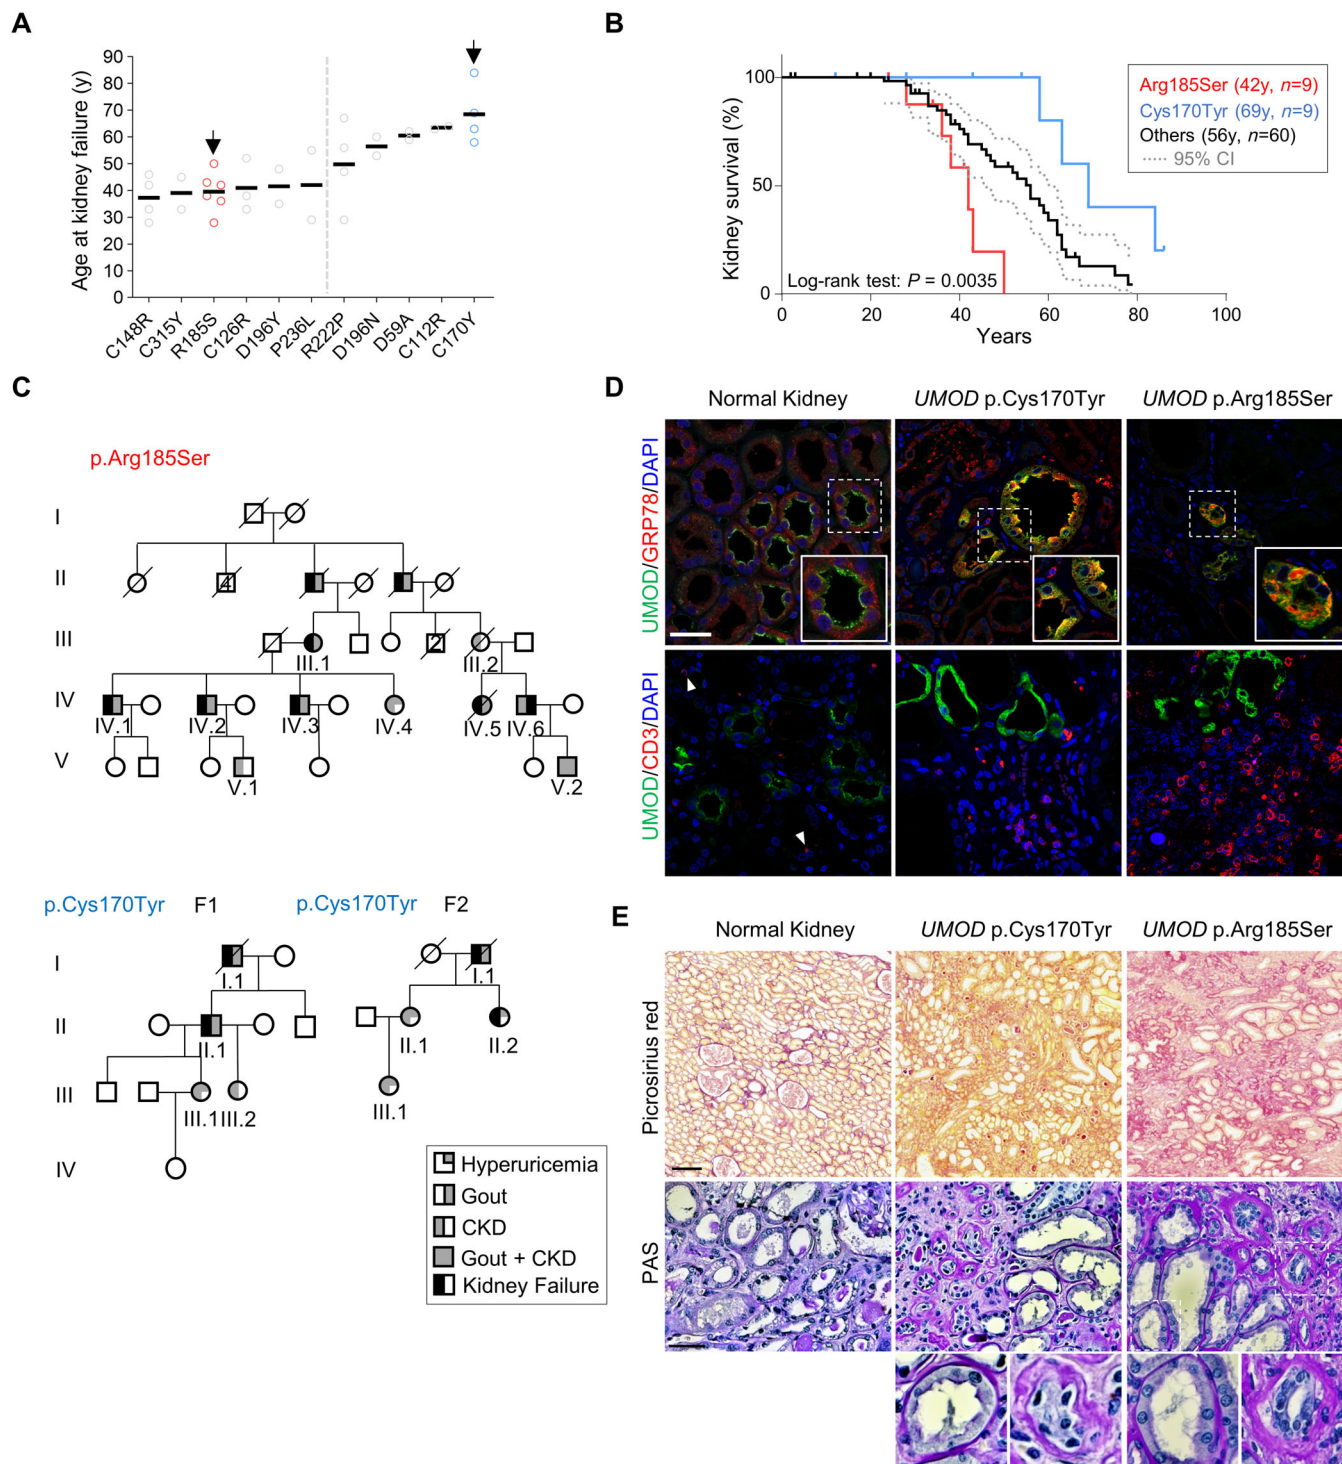 A
Age at kidney failure (y)
90
80
70
60
50
40
30
20
10
0
C148R
C315Y
R185S
C126R
D196Y
P236L
R222P
D196N
D59A
C112R
C170Y
B
Kidney survival (%)
100
50
0
Arg185Ser (42y, n=9)
Cys170Tyr (69y, n=9)
Others (56y, n=60)
95% CI
Log-rank test: P = 0.0035
0 20 40 60 80 100
Years
C
p.Arg185Ser
I
II
4
III
2
III.1
III.2
IV
IV.1 IV.2 IV.3 IV.4 IV.5 IV.6
V
V.1 V.2
p.Cys170Tyr F1
I
I.1
II
II.1
III
III.1 III.2
IV
p.Cys170Tyr F2
I.1
II.1 II.2
III.1
Hyperuricemia
Gout
CKD
Gout + CKD
Kidney Failure
D
Normal Kidney UMOD p.Cys170Tyr UMOD p.Arg185Ser
UMOD/GRP78/DAPI
UMOD/CD3/DAPI
E
Normal Kidney UMOD p.Cys170Tyr UMOD p.Arg185Ser
Picrosirius red
PAS